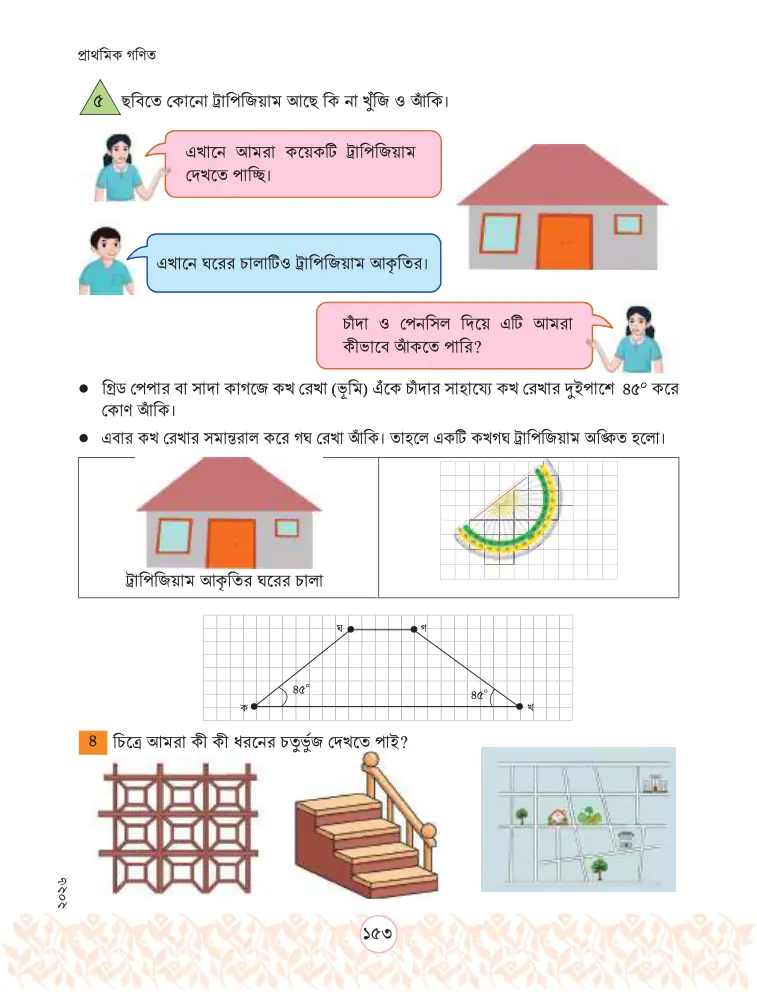 প্রাথমিক গণিত
৫ ছবিতে কোনো ট্রাপিজিয়াম আছে কি না খুঁজি ও আঁকি।
এখানে আমরা কয়েকটি ট্রাপিজিয়াম
দেখতে পাচ্ছি।
এখানে ঘরের চালাটিও ট্রাপিজিয়াম আকৃতির।
চাঁদা ও পেনসিল দিয়ে এটি আমরা
কীভাবে আঁকতে পারি?
● গ্রিড পেপার বা সাদা কাগজে কখ রেখা (ভূমি) এঁকে চাঁদার সাহায্যে কখ রেখার দুইপাশে ৪৫° করে
কোণ আঁকি।
● এবার কখ রেখার সমান্তরাল করে গঘ রেখা আঁকি। তাহলে একটি কখগঘ ট্রাপিজিয়াম অঙ্কিত হলো।
ট্রাপিজিয়াম আকৃতির ঘরের চালা
ঘ গ
৪৫° ৪৫°
ক খ
৪ চিত্রে আমরা কী কী ধরনের চতুর্ভুজ দেখতে পাই?
২০২৬
১৫৩